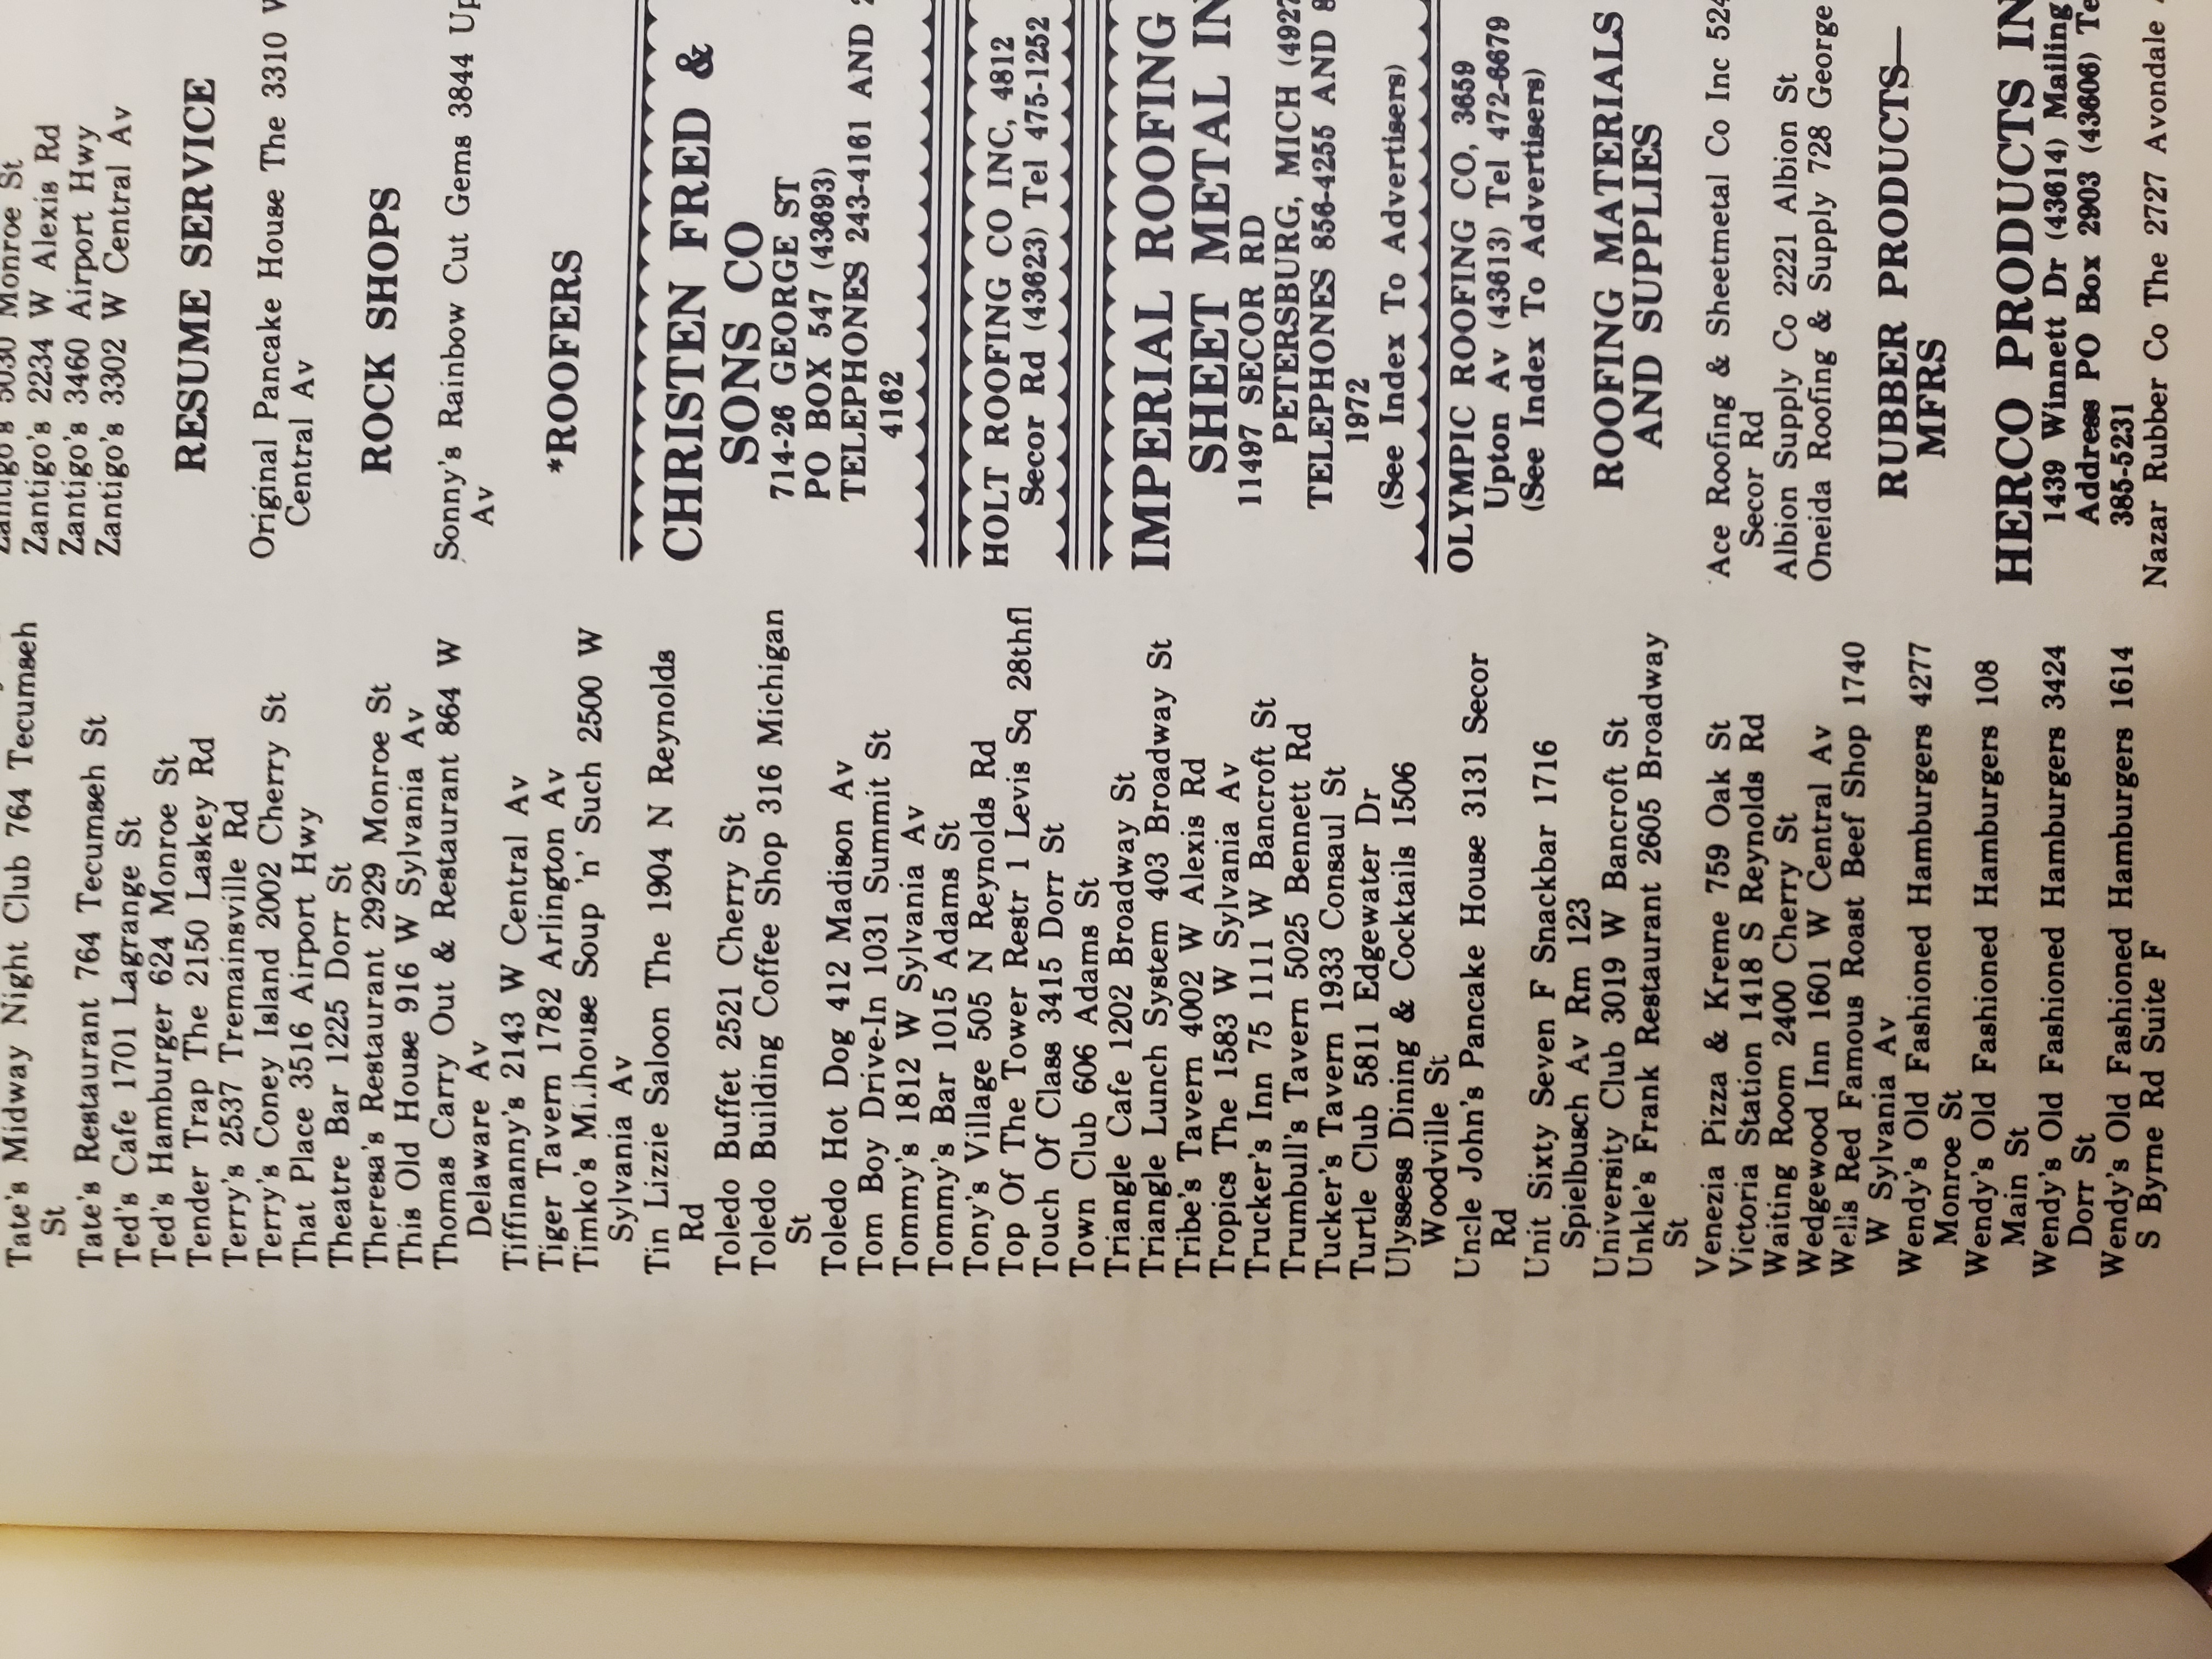 Tate's Midway Night Club 764 Tecumseh
St
Tate's Restaurant 764 Tecumseh St
Ted's Cafe 1701 Lagrange St
Ted's Hamburger 624 Monroe St
Tender Trap The 2150 Laskey Rd
Terry's 2537 Tremainsville Rd
Terry's Coney Island 2002 Cherry St
That Place 3516 Airport Hwy
Theatre Bar 1225 Dorr St
Theresa's Restaurant 2929 Monroe St
This Old House 916 W Sylvania Av
Thomas Carry Out & Restaurant 864 W
Delaware Av
Tiffinanny's 2143 W Central Av
Tiger Tavern 1782 Arlington Av
Timko's Milhouse Soup 'n' Such 2500 W
Sylvania Av
Tin Lizzie Saloon The 1904 N Reynolds
Rd
Toledo Buffet 2521 Cherry St
Toledo Building Coffee Shop 316 Michigan
St
Toledo Hot Dog 412 Madison Av
Tom Boy Drive-In 1031 Summit St
Tommy's 1812 W Sylvania Av
Tommy's Bar 1015 Adams St
Tony's Village 505 N Reynolds Rd
Top Of The Tower Restr 1 Levis Sq 28thfl
Touch Of Class 3415 Dorr St
Town Club 606 Adams St
Triangle Cafe 1202 Broadway St
Triangle Lunch System 403 Broadway St
Tribe's Tavern 4002 W Alexis Rd
Tropics The 1583 W Sylvania Av
Trucker's Inn 75 1111 W Bancroft St
Trumbull's Tavern 5025 Bennett Rd
Tucker's Tavern 1933 Consaul St
Turtle Club 5811 Edgewater Dr
Ulyssess Dining & Cocktails 1506
Woodville St
Uncle John's Pancake House 3131 Secor
Rd
Unit Sixty Seven F Snackbar 1716
Spielbusch Av Rm 123
University Club 3019 W Bancroft St
Unkle's Frank Restaurant 2605 Broadway
St
Venezia Pizza & Kreme 759 Oak St
Victoria Station 1418 S Reynolds Rd
Waiting Room 2400 Cherry St
Wedgewood Inn 1601 W Central Av
Wells Red Famous Roast Beef Shop 1740
W Sylvania Av
Wendy's Old Fashioned Hamburgers 4277
Monroe St
Wendy's Old Fashioned Hamburgers 108
Main St
Wendy's Old Fashioned Hamburgers 3424
Dorr St
Wendy's Old Fashioned Hamburgers 1614
S Byrne Rd Suite F
Zantigo's 5030 Monroe St
Zantigo's 2234 W Alexis Rd
Zantigo's 3460 Airport Hwy
Zantigo's 3302 W Central Av
RESUME SERVICE
Original Pancake House The 3310 W
Central Av
ROCK SHOPS
Sonny's Rainbow Cut Gems 3844 Up
Av
*ROOFERS
CHRISTEN FRED &
SONS CO
714-26 GEORGE ST
PO BOX 547 (43693)
TELEPHONES 243-4161 AND 2
4162
HOLT ROOFING CO INC, 4812
Secor Rd (43623) Tel 475-1252
IMPERIAL ROOFING
SHEET METAL IN
11497 SECOR RD
PETERSBURG, MICH (4927
TELEPHONES 856-4255 AND 8
1972
(See Index To Advertisers)
OLYMPIC ROOFING CO, 3659
Upton Av (43613) Tel 472-6679
(See Index To Advertisers)
ROOFING MATERIALS
AND SUPPLIES
Ace Roofing & Sheetmetal Co Inc 524
Secor Rd
Albion Supply Co 2221 Albion St
Oneida Roofing & Supply 728 George
RUBBER PRODUCTS—
MFRS
HERCO PRODUCTS IN
1439 Winnett Dr (43614) Mailing
Address PO Box 2903 (43606) Te
385-5231
Nazar Rubber Co The 2727 Avondale